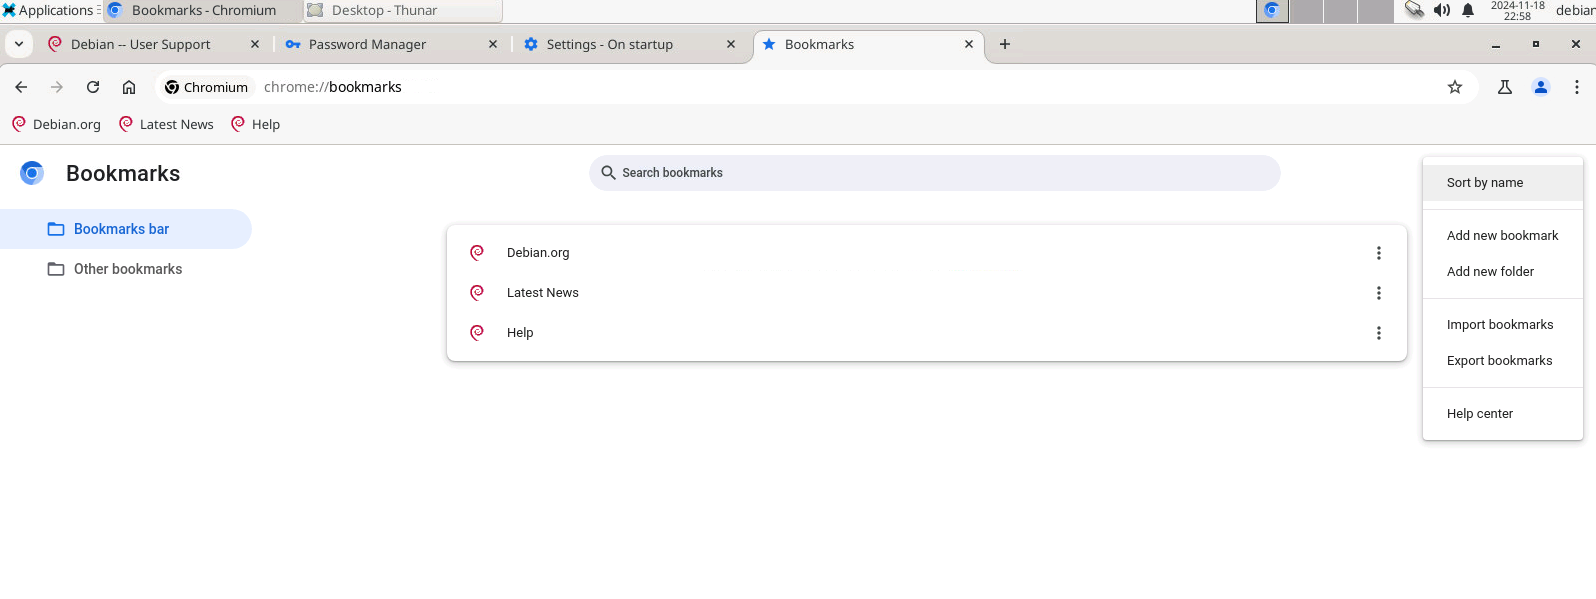 Applications Bookmarks - Chromium Desktop - Thunar 2024-11-18
22:58 debian
Debian -- User Support Password Manager Settings - On startup Bookmarks
Chromium chrome://bookmarks
Debian.org Latest News Help
Bookmarks Search bookmarks
Bookmarks bar
Other bookmarks
Debian.org
Latest News
Help
Sort by name
Add new bookmark
Add new folder
Import bookmarks
Export bookmarks
Help center